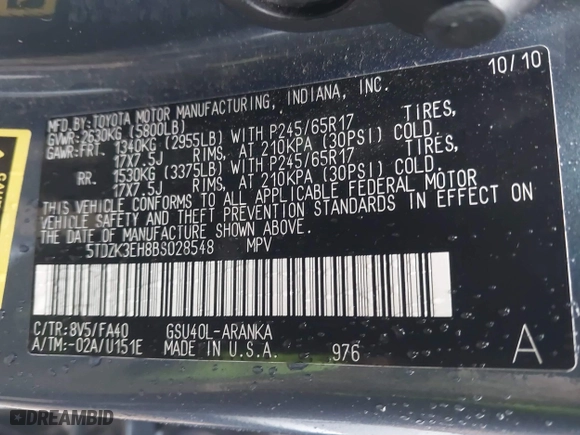 10/10
MFD.BY:TOYOTA MOTOR MANUFACTURING, INDIANA, INC.
GVWR:2630KG (5800LB)
GAWR:FRT. 1340KG (2955LB) WITH P245/65R17 TIRES,
17X7.5J RIMS, AT 210KPA (30PSI) COLD.
RR. 1530KG (3375LB) WITH P245/65R17 TIRES,
17X7.5J RIMS, AT 210KPA (30PSI) COLD.
THIS VEHICLE CONFORMS TO ALL APPLICABLE FEDERAL MOTOR
VEHICLE SAFETY AND THEFT PREVENTION STANDARDS IN EFFECT ON
THE DATE OF MANUFACTURE SHOWN ABOVE.
5TDZK3EH8BS028548 MPV
C/TR:8V5/FA40 GSU40L-ARANKA
A/TM:-02A/U151E MADE IN U.S.A. 976 A
DREAMBID